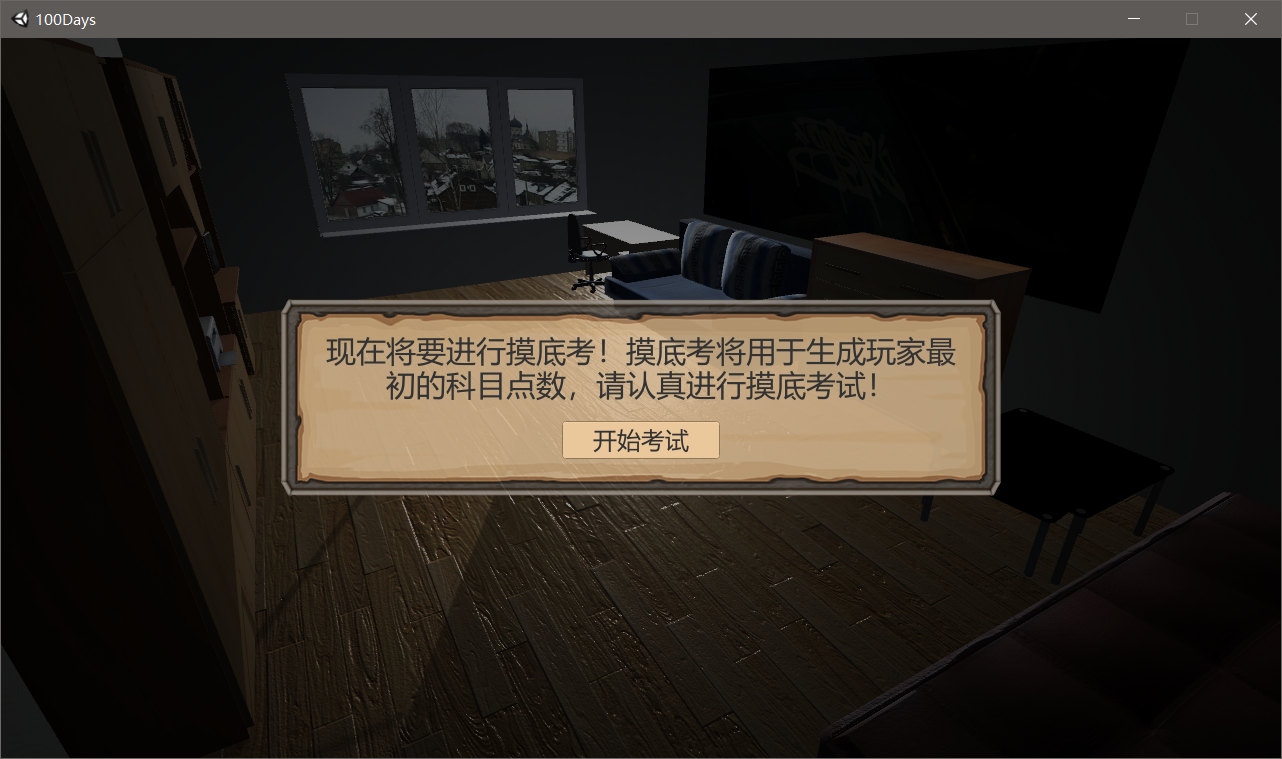 100Days
现在将要进行摸底考！摸底考将用于生成玩家最
初的科目点数，请认真进行摸底考试！
开始考试